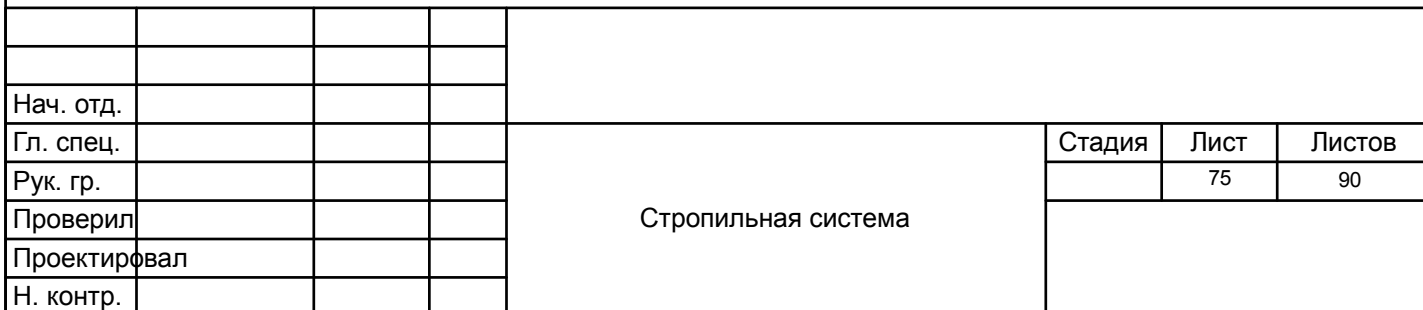 Нач. отд.
Гл. спец.
Стадия Лист Листов
Рук. гр.
75 90
Проверил
Стропильная система
Проектировал
Н. контр.